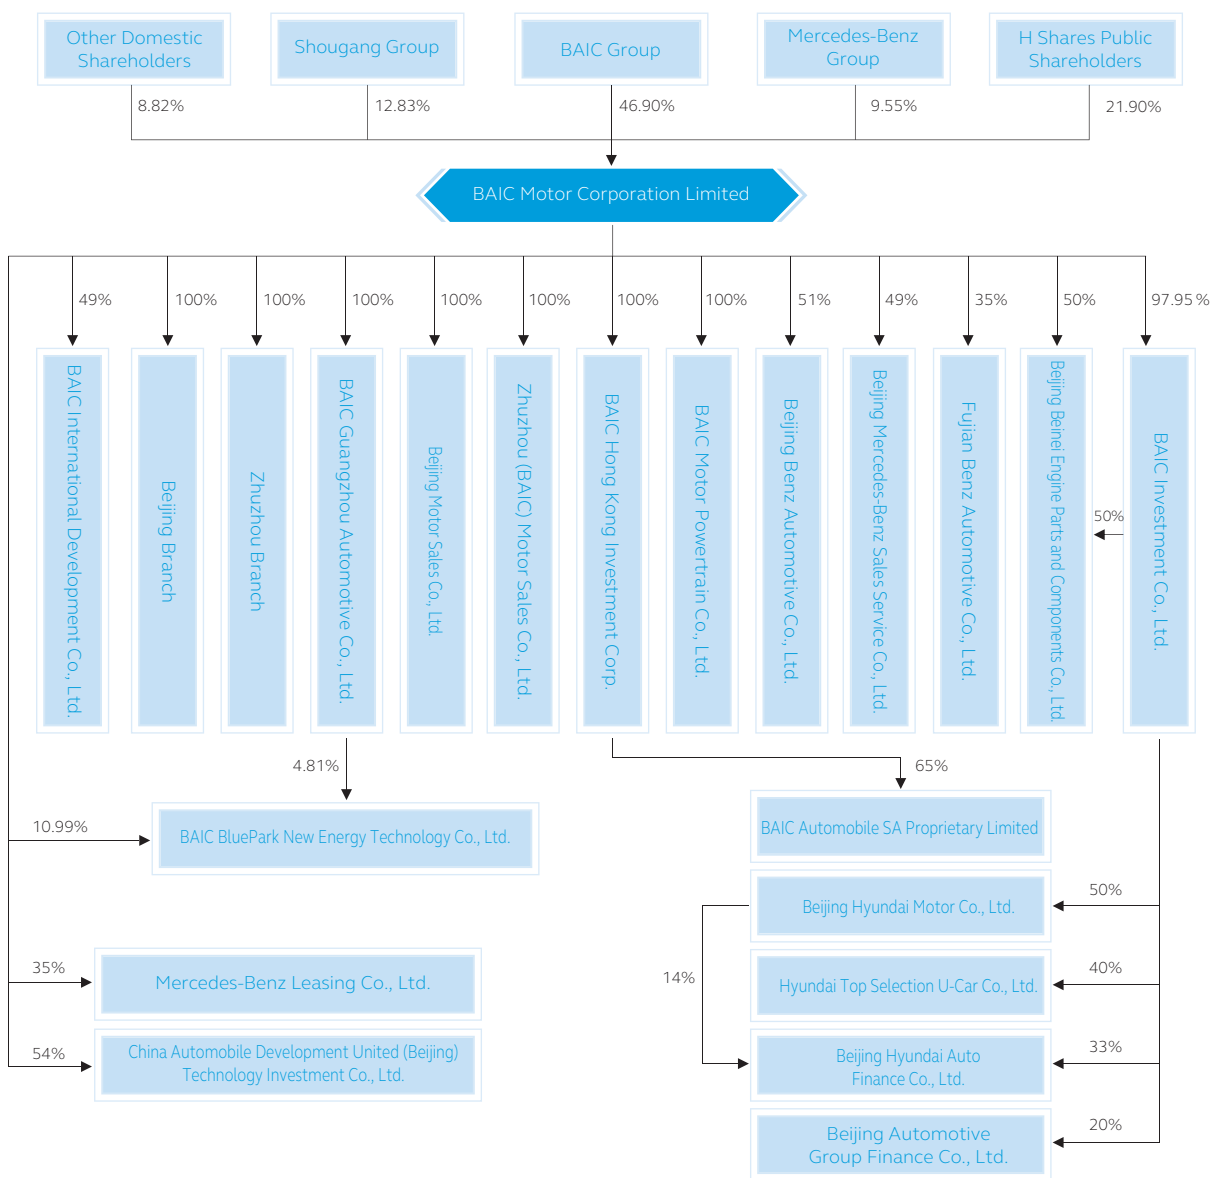 Other Domestic
Shareholders
Shougang Group
BAIC Group
Mercedes-Benz
Group
H Shares Public
Shareholders
8.82%
12.83%
46.90%
9.55%
21.90%
BAIC Motor Corporation Limited
49%
100%
100%
100%
100%
100%
100%
100%
51%
49%
35%
50%
97.95%
BAIC International Development Co., Ltd.
Beijing Branch
Zhuzhou Branch
BAIC Guangzhou Automotive Co., Ltd.
Beijing Motor Sales Co., Ltd.
Zhuzhou (BAIC) Motor Sales Co., Ltd.
BAIC Hong Kong Investment Corp.
BAIC Motor Powertrain Co., Ltd.
Beijing Benz Automotive Co., Ltd.
Beijing Mercedes-Benz Sales Service Co., Ltd.
Fujian Benz Automotive Co., Ltd.
Beijing Beinei Engine Parts and Components Co., Ltd.
50%
BAIC Investment Co., Ltd.
4.81%
65%
10.99%
BAIC BluePark New Energy Technology Co., Ltd.
BAIC Automobile SA Proprietary Limited
50%
Beijing Hyundai Motor Co., Ltd.
35%
Mercedes-Benz Leasing Co., Ltd.
14%
40%
Hyundai Top Selection U-Car Co., Ltd.
54%
China Automobile Development United (Beijing)
Technology Investment Co., Ltd.
33%
Beijing Hyundai Auto
Finance Co., Ltd.
20%
Beijing Automotive
Group Finance Co., Ltd.